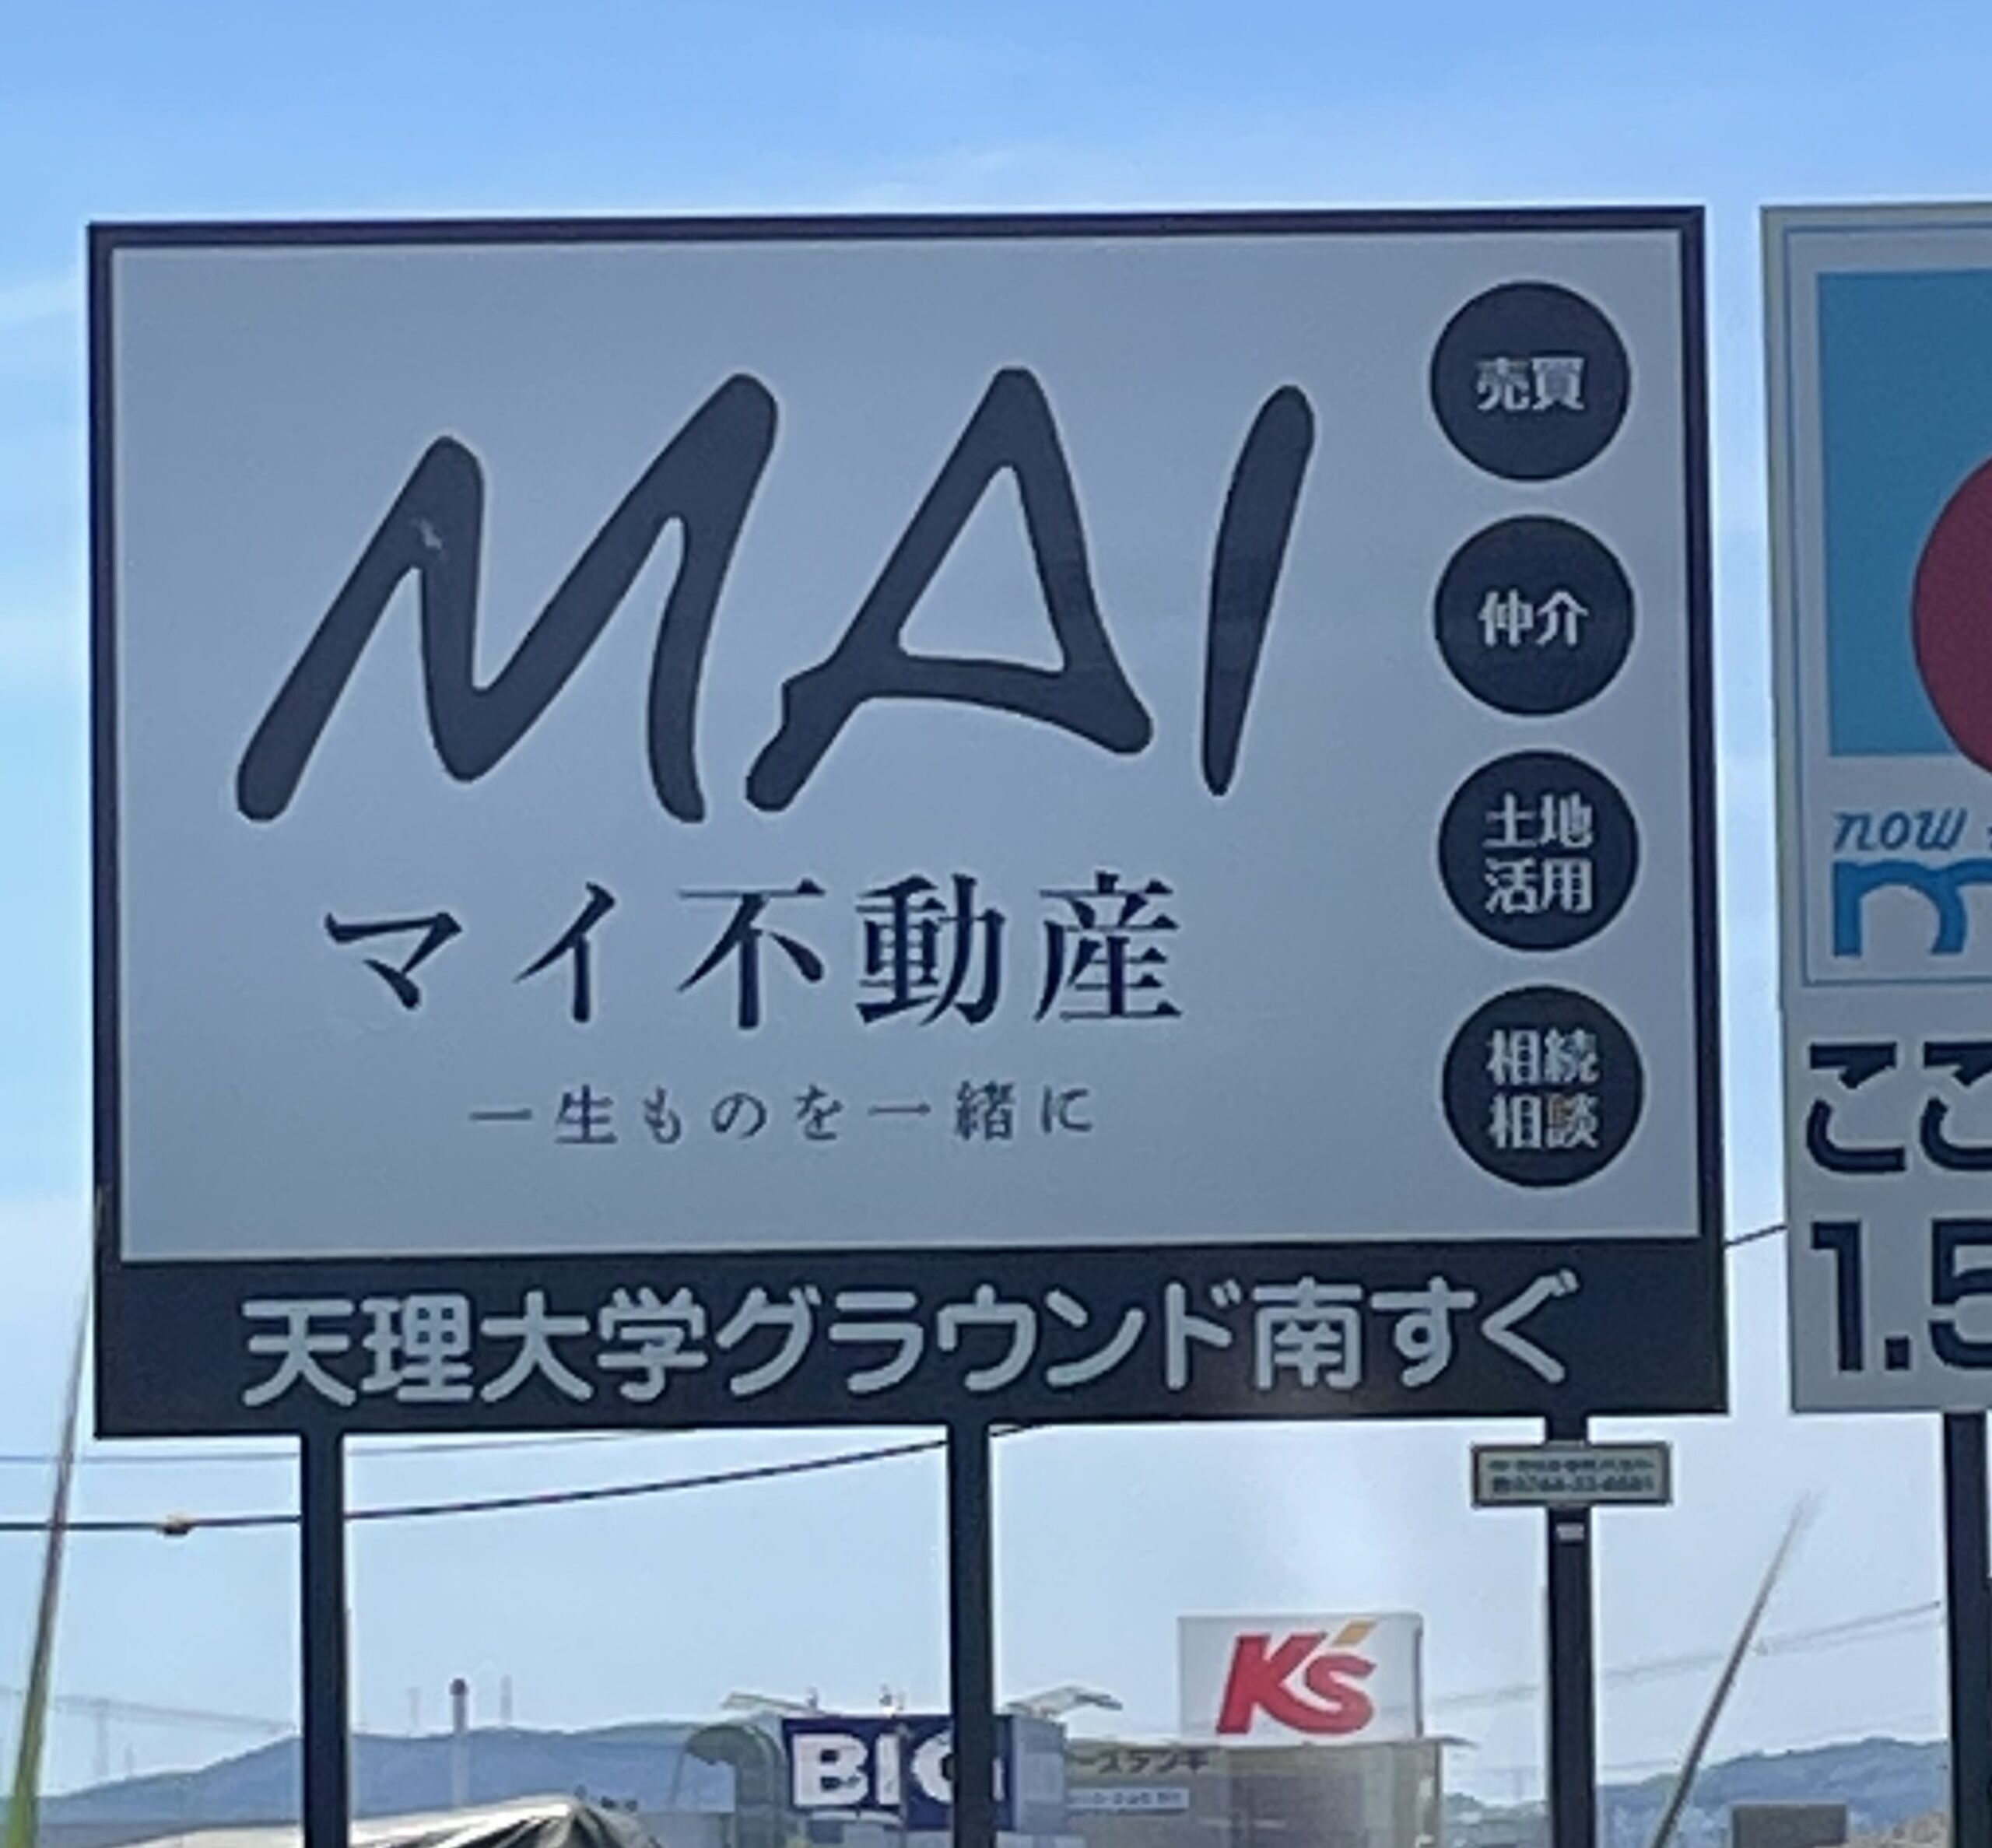 MAI
マイ不動産
一生ものを一緒に
売買
仲介
土地
活用
相続
相談
天理大学グラウンド南すぐ
now
ここ
1.5
K's
BIG